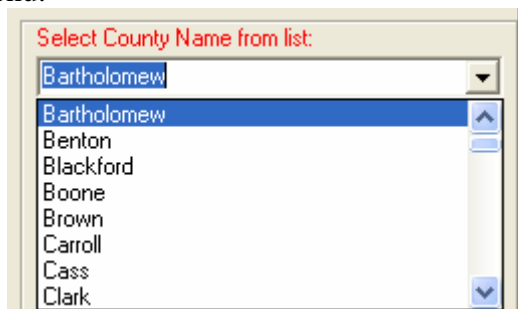 Select County Name from list:
Bartholomew
Bartholomew
Benton
Blackford
Boone
Brown
Carroll
Cass
Clark